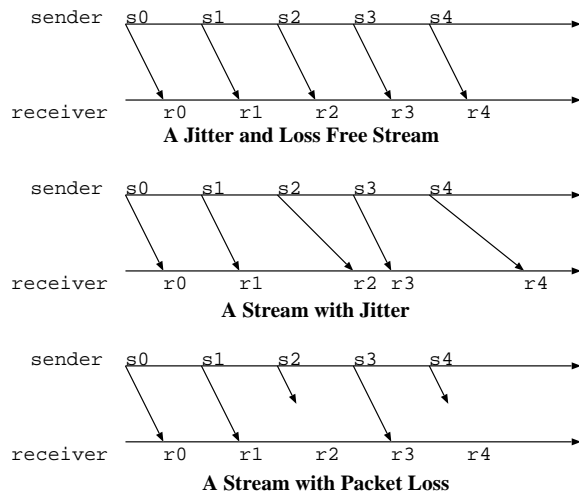 sender s0 s1 s2 s3 s4
receiver r0 r1 r2 r3 r4
A Jitter and Loss Free Stream
sender s0 s1 s2 s3 s4
receiver r0 r1 r2 r3 r4
A Stream with Jitter
sender s0 s1 s2 s3 s4
receiver r0 r1 r2 r3 r4
A Stream with Packet Loss